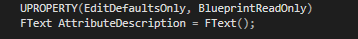 UPROPERTY(EditDefaultsOnly, BlueprintReadOnly)
FText AttributeDescription = FText();